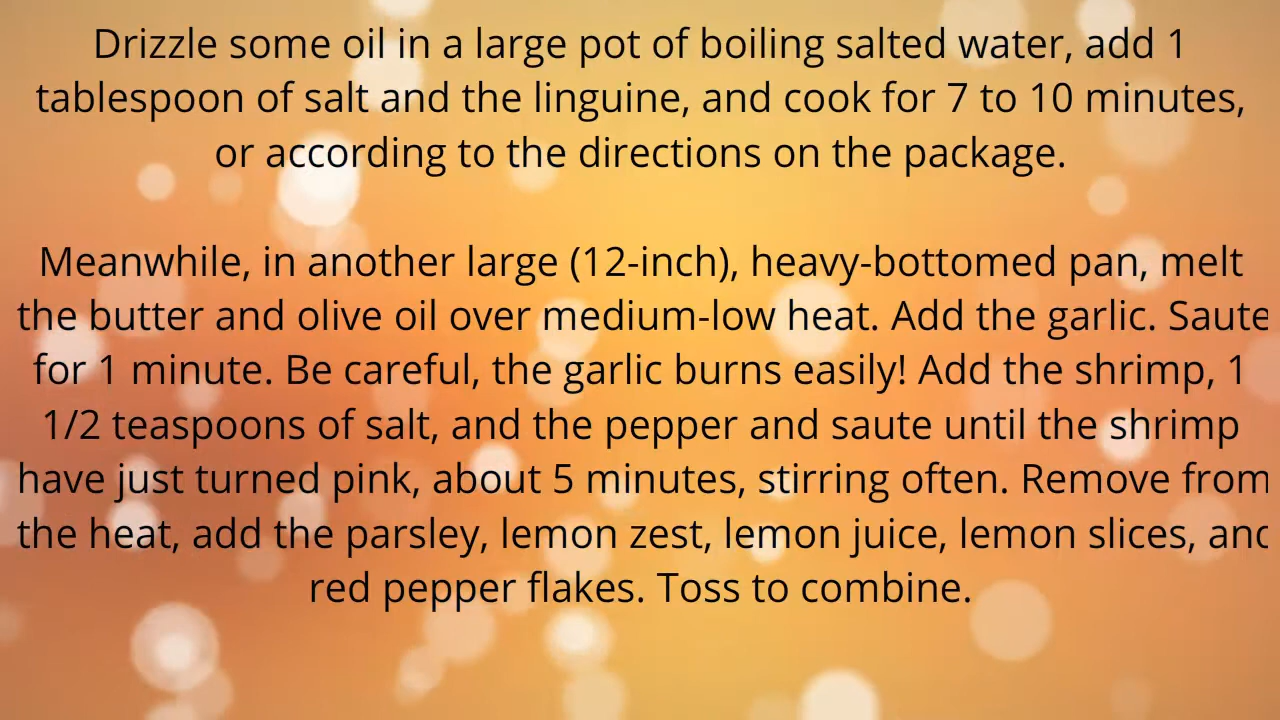 Drizzle some oil in a large pot of boiling salted water, add 1
tablespoon of salt and the linguine, and cook for 7 to 10 minutes,
or according to the directions on the package.
Meanwhile, in another large (12-inch), heavy-bottomed pan, melt
the butter and olive oil over medium-low heat. Add the garlic. Saute
for 1 minute. Be careful, the garlic burns easily! Add the shrimp, 1
1/2 teaspoons of salt, and the pepper and saute until the shrimp
have just turned pink, about 5 minutes, stirring often. Remove from
the heat, add the parsley, lemon zest, lemon juice, lemon slices, and
red pepper flakes. Toss to combine.